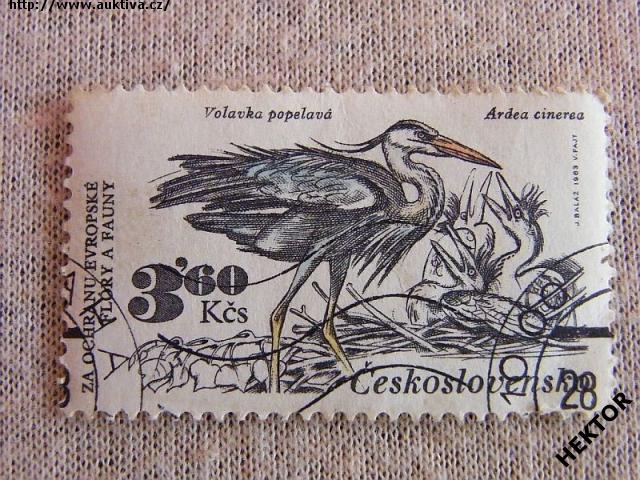 http://www.auktiva.cz/
Volavka popelavá
Ardea cinerea
J. BALÁŽ 1983 V. FAJT
ZA OCHRANU EVROPSKÉ
FLÓRY A FAUNY
3'60
Kčs
Československo
28
HEKTOR